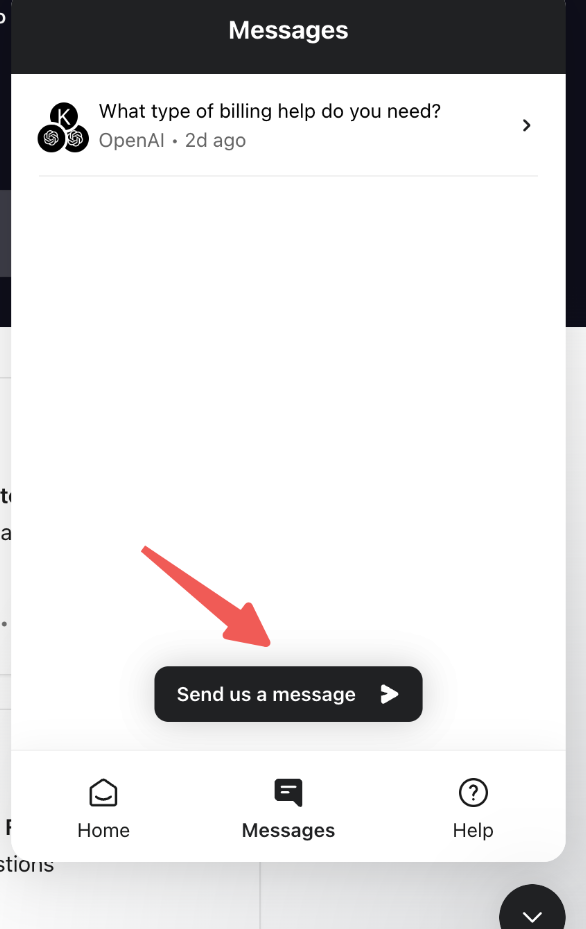 Messages
K
What type of billing help do you need?
OpenAI • 2d ago
Send us a message
Home
Messages
Help
stions